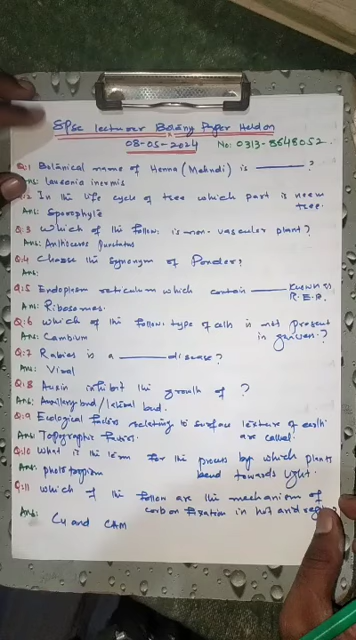 SPSC lecturer Botany Paper Held on
08-05-2024 No: 0313-8648052
Q:1 Botanical name of Henna (Mehndi) is ______?
Ans: lawsonia inermis
Q:2 In the life cycle of tree which part is neem tree.
Ans: Sporophyte
Q:3 Which of the follow: is non-vascular plant?
Ans: Anthoceros Punctatus
Q:4 Choose the Synonym of Ponder?
Ans:
Q:5 Endoplasm reticulum which contain ______ known as R.E.R.
Ans: Ribosomes.
Q:6 Which of the follow: type of cells is not present in
Ans: Cambium
Q:7 Rabies is a ______ disease?
Ans: Viral
Q:8 Auxin inhibit the growth of ?
Ans: Axillary bud / lateral bud.
Q:9 Ecological factors relating to surface texture of earth are called.
Ans: Topographic factors.
Q:10 What is the term for the process by which plants bend towards light.
Ans: phototropism
Q:11 Which of the follow are the mechanism of carbon fixation in hot and
Ans: C4 and CAM